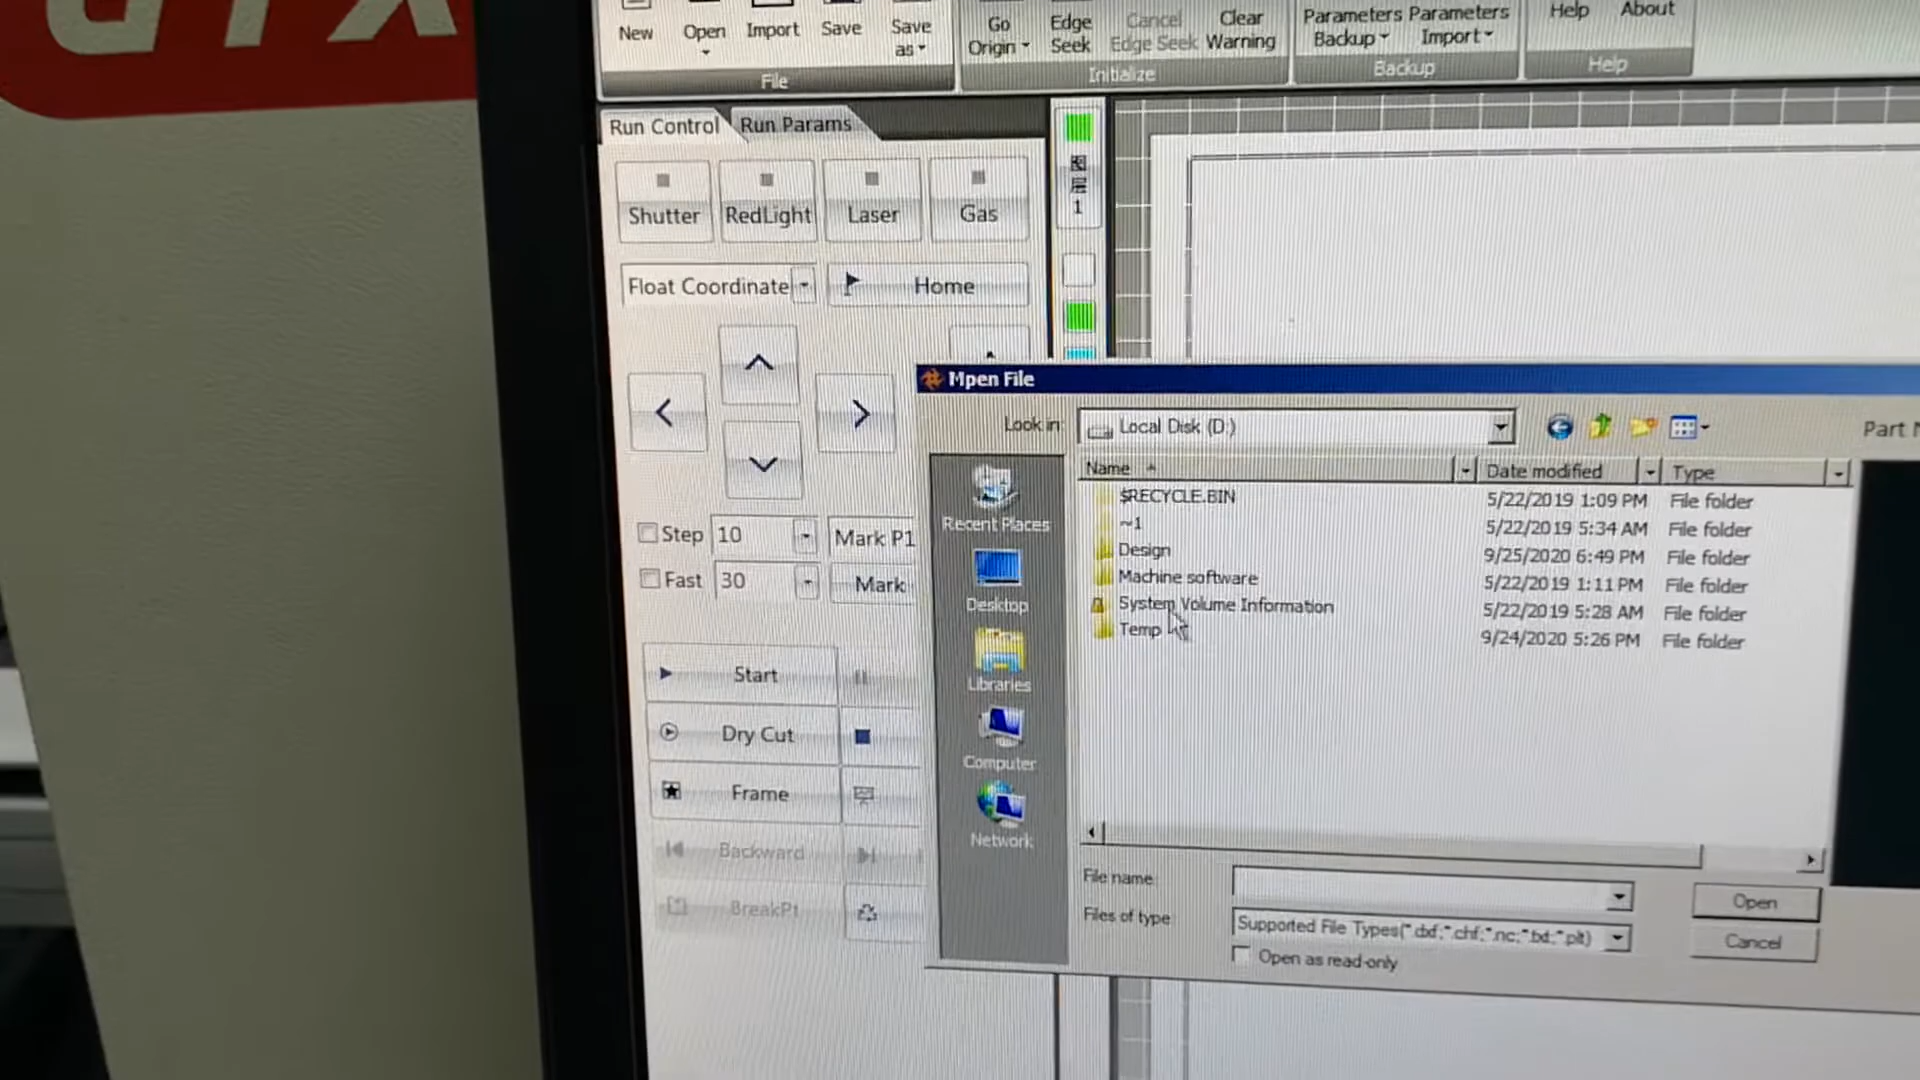 New Open Import Save Save as
Go Origin Edge Seek Cancel Edge Seek Clear Warning
Parameters Backup Parameters Import
Help About
File Initialize Backup Help
Run Control Run Params
图层1
Shutter RedLight Laser Gas
Float Coordinate Home
Mpen File
Look in: Local Disk (D:)
Part
Name Date modified Type
$RECYCLE.BIN 5/22/2019 1:09 PM File folder
~1 5/22/2019 5:34 AM File folder
Design 9/25/2020 6:49 PM File folder
Machine software 5/22/2019 1:11 PM File folder
System Volume Information 5/22/2019 5:28 AM File folder
Temp 9/24/2020 5:26 PM File folder
Recent Places
Desktop
Libraries
Computer
Network
Step 10 Mark P1
Fast 30 Mark
Start
Dry Cut
Frame
Backward
BreakPt
File name
Files of type Supported File Types(*.dxf;*.chf;*.nc;*.txt;*.plt)
Open as read-only
Open
Cancel